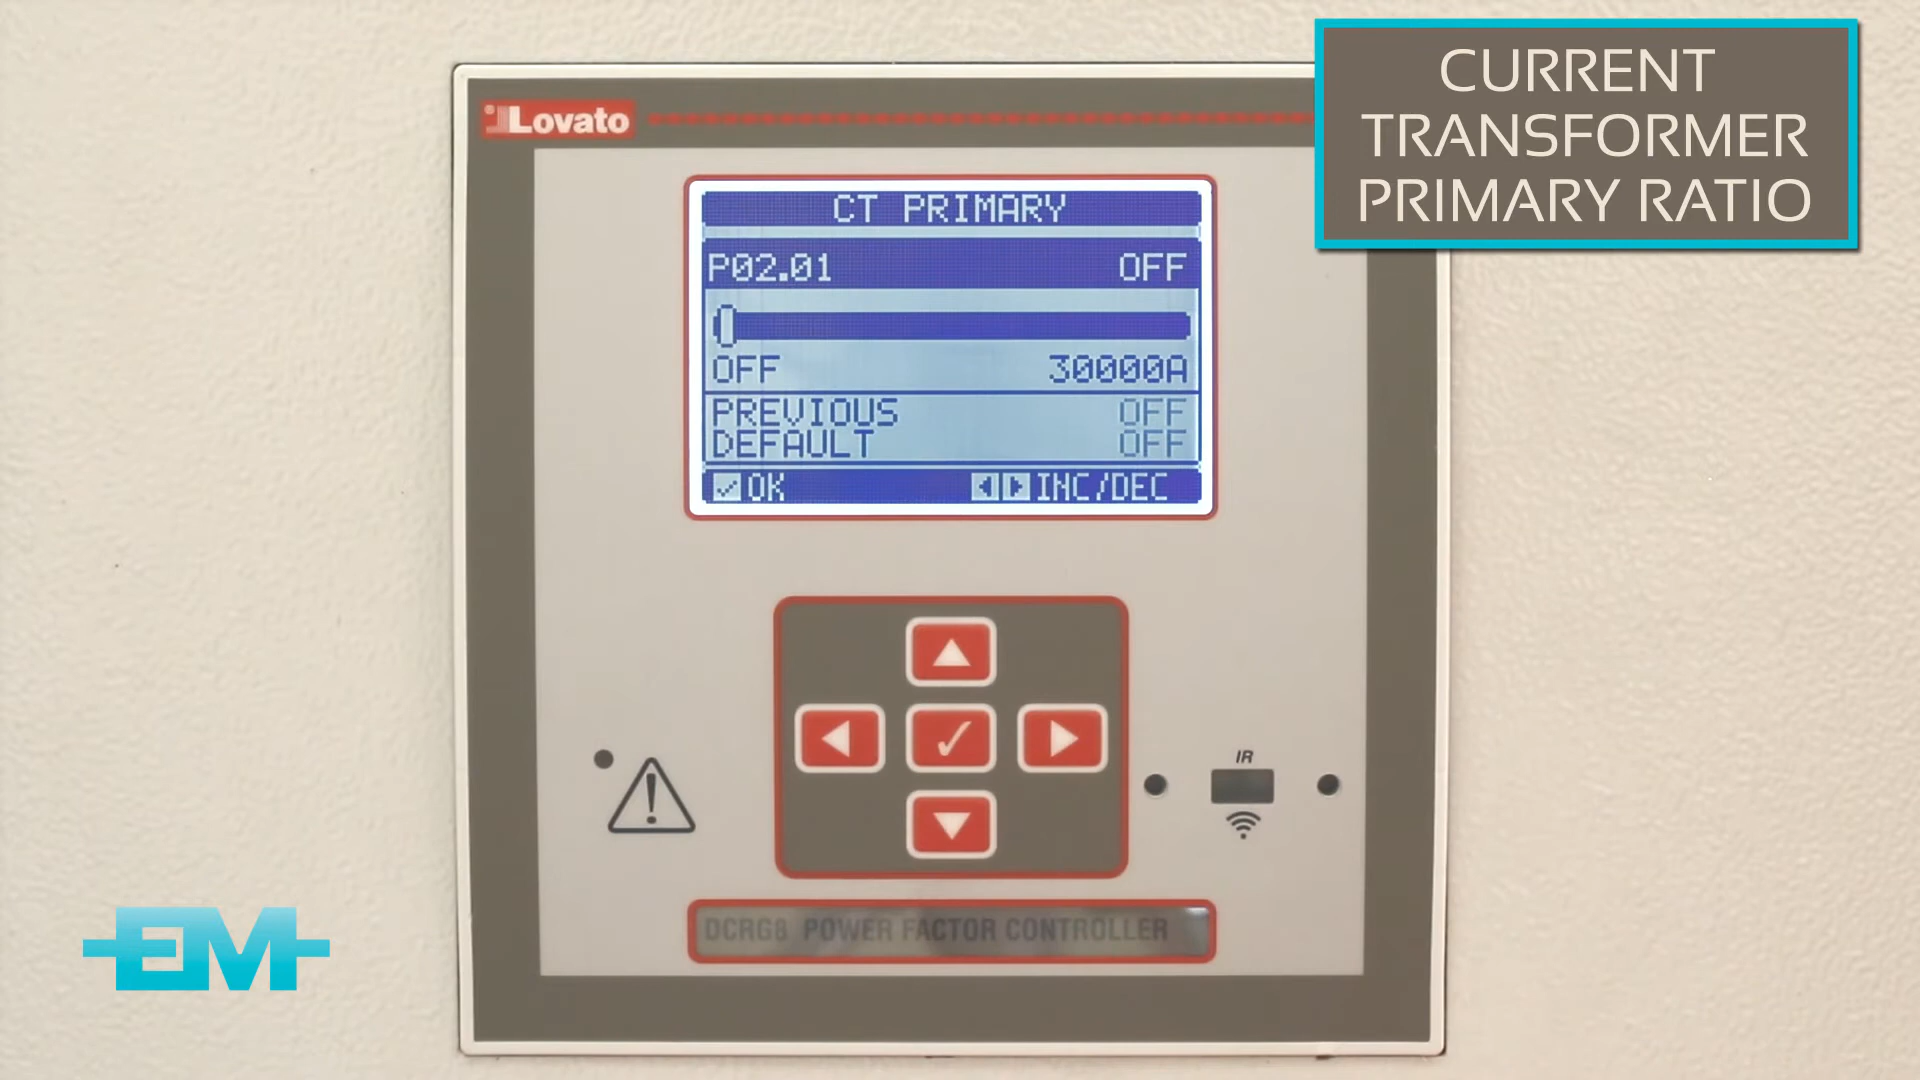 CURRENT
TRANSFORMER
PRIMARY RATIO
Lovato
CT PRIMARY
P02.01 OFF
OFF 30000A
PREVIOUS OFF
DEFAULT OFF
OK INC/DEC
IR
DCRG8 POWER FACTOR CONTROLLER
EM